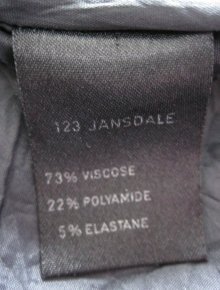 123 JANSDALE
73% VISCOSE
22% POLYAMIDE
5% ELASTANE